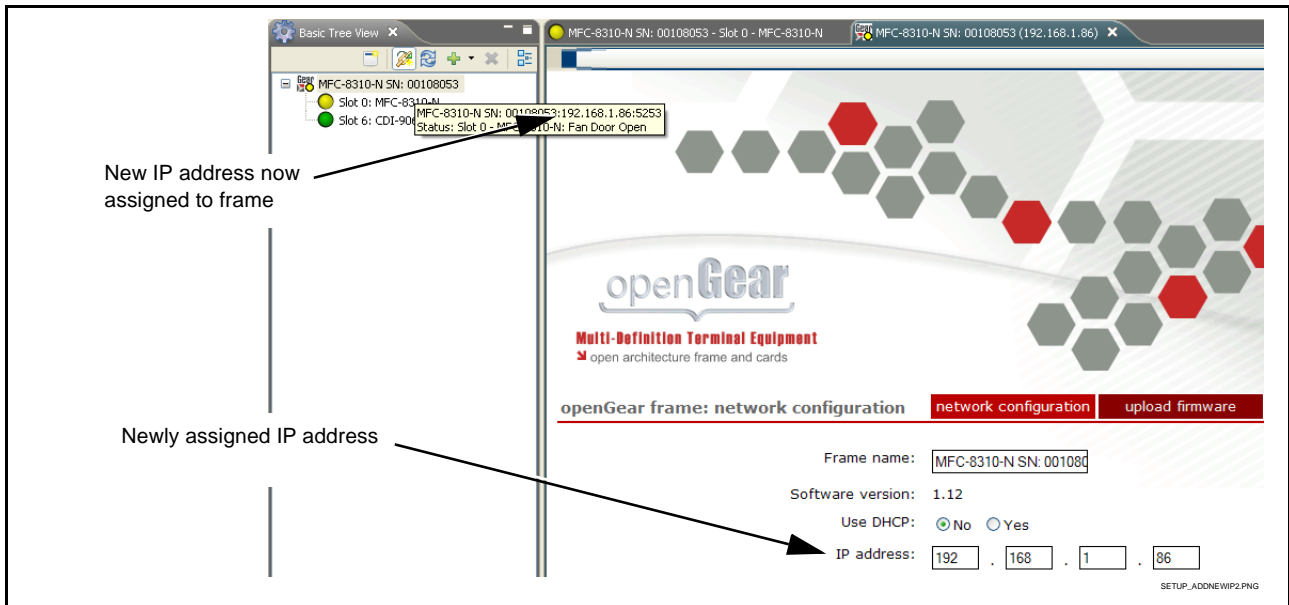 Basic Tree View
MFC-8310-N SN: 00108053 - Slot 0 - MFC-8310-N
MFC-8310-N SN: 00108053 (192.168.1.86)
Gear
MFC-8310-N SN: 00108053
Slot 0: MFC-8310-N
Slot 6: CDI-90
MFC-8310-N SN: 00108053:192.168.1.86:5253
Status: Slot 0 - MFC-8310-N: Fan Door Open
New IP address now
assigned to frame
openGear
Multi-Definition Terminal Equipment
open architecture frame and cards
openGear frame: network configuration
network configuration
upload firmware
Newly assigned IP address
Frame name: MFC-8310-N SN: 00108
Software version: 1.12
Use DHCP: No Yes
IP address: 192 . 168 . 1 . 86
SETUP_ADDNEWIP2.PNG